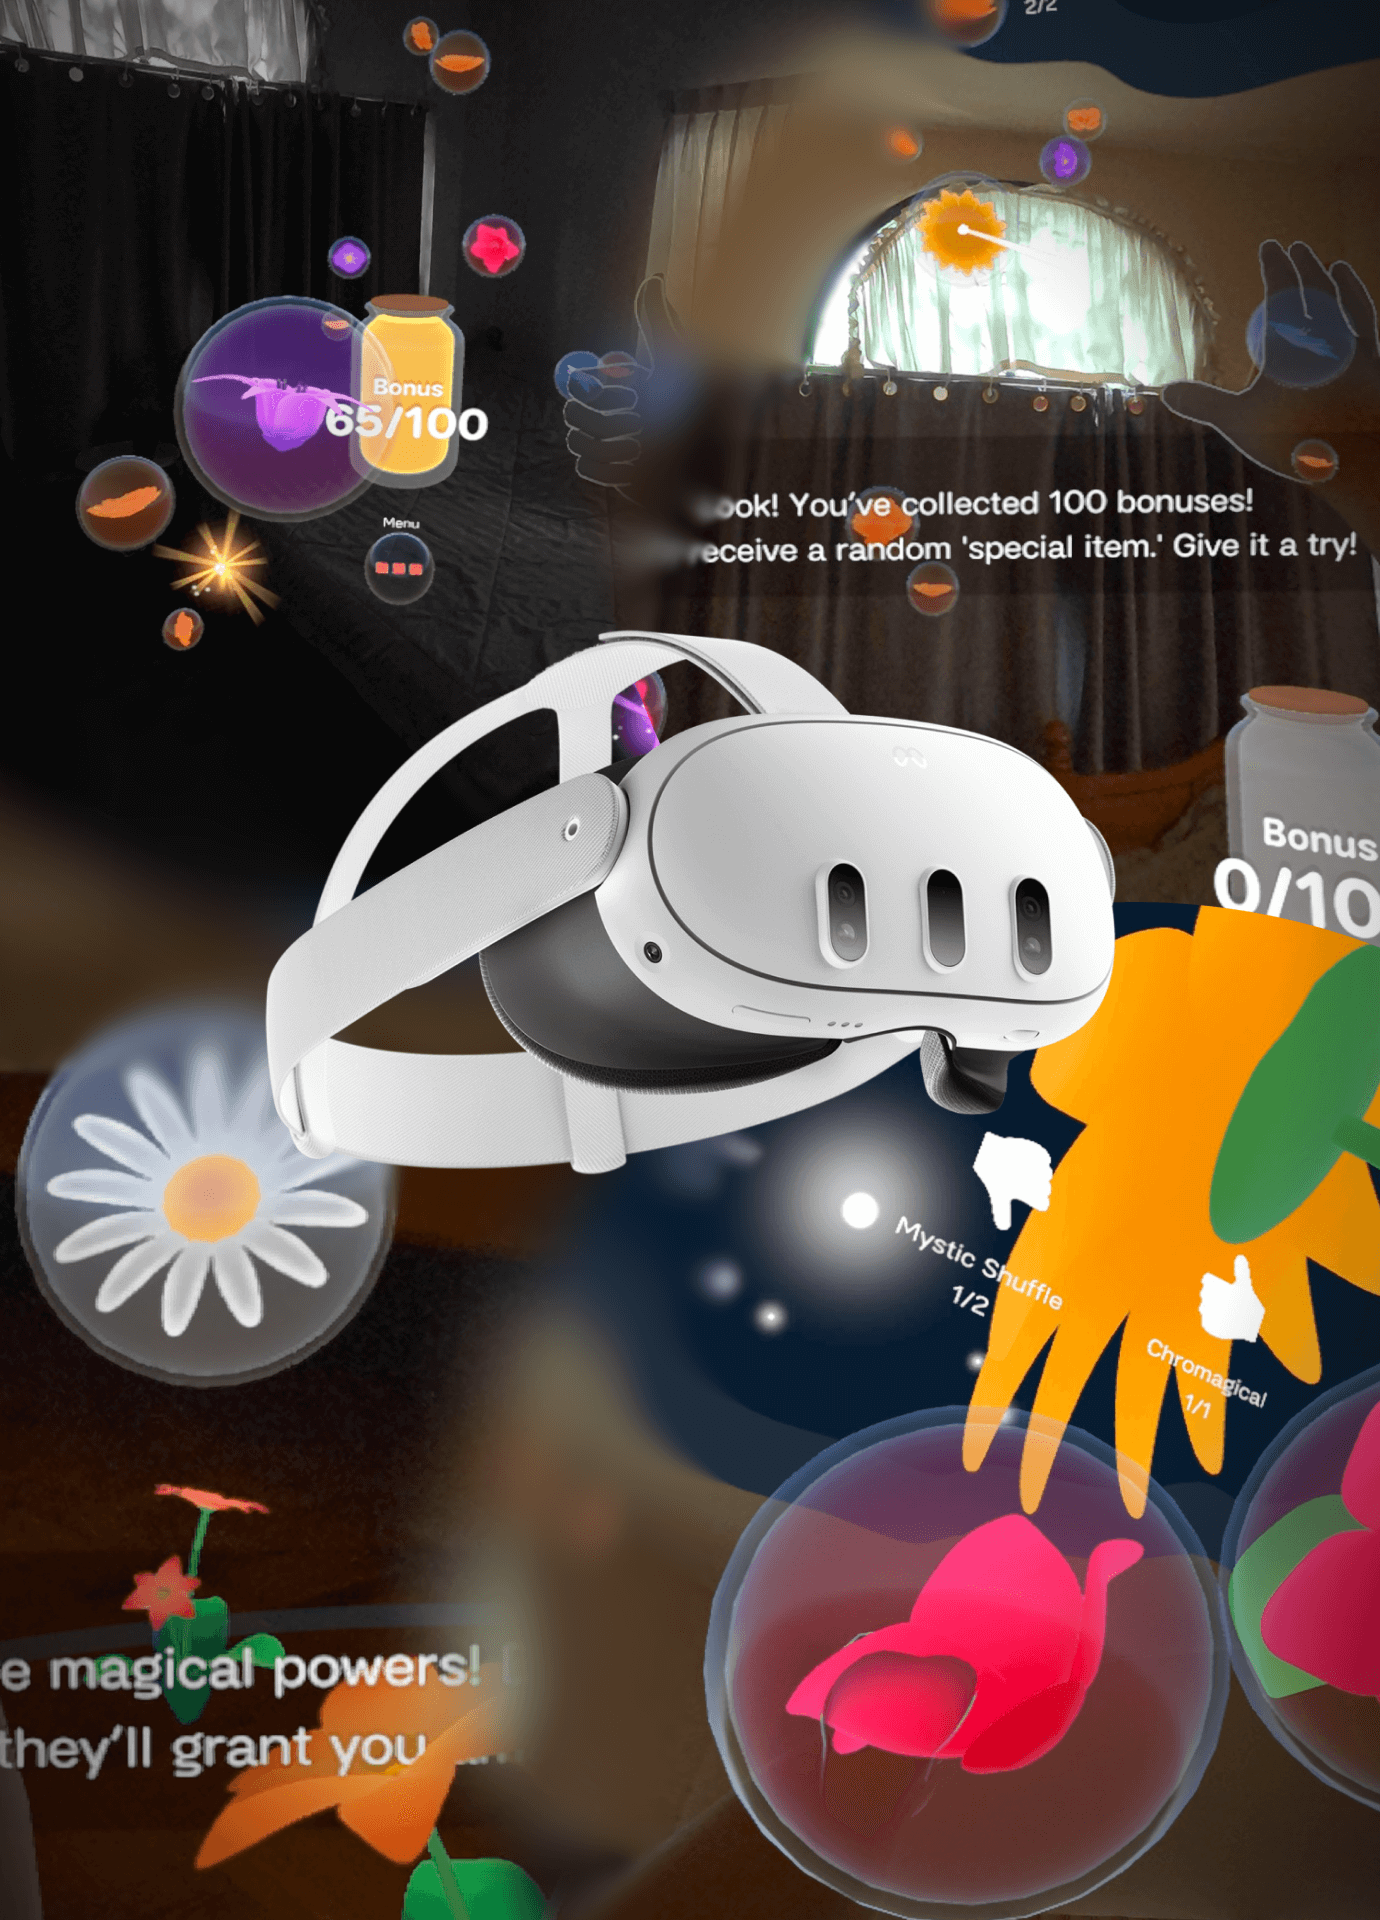 2/2
Bonus
65/100
Menu
ook! You've collected 100 bonuses!
eceive a random 'special item.' Give it a try!
Bonus
0/10
Mystic Shuffle
1/2
Chromagical
1/1
e magical powers!
they'll grant you